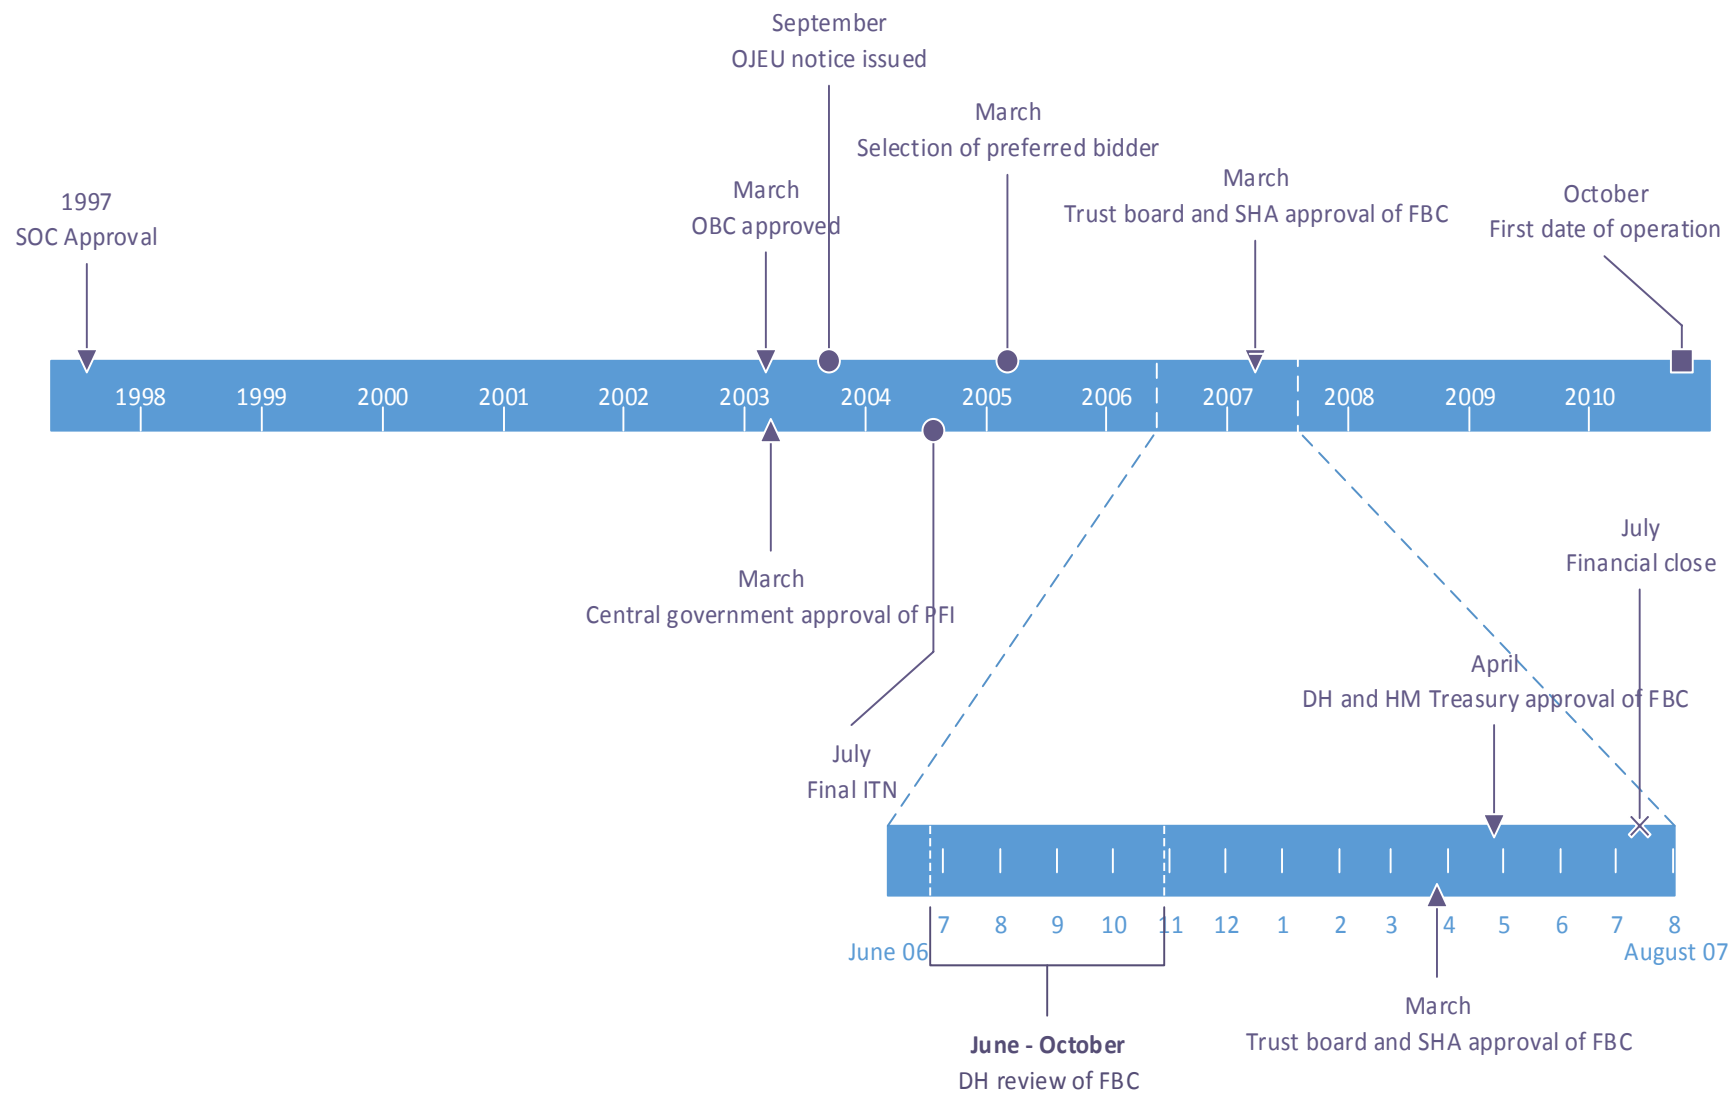 September
OJEU notice issued
March
Selection of preferred bidder
March
Trust board and SHA approval of FBC
March
OBC approved
October
First date of operation
1997
SOC Approval
1998 1999 2000 2001 2002 2003 2004 2005 2006 2007 2008 2009 2010
March
Central government approval of PFI
July
Final ITN
July
Financial close
April
DH and HM Treasury approval of FBC
7 8 9 10 11 12 1 2 3 4 5 6 7 8
June 06
August 07
March
Trust board and SHA approval of FBC
June - October
DH review of FBC